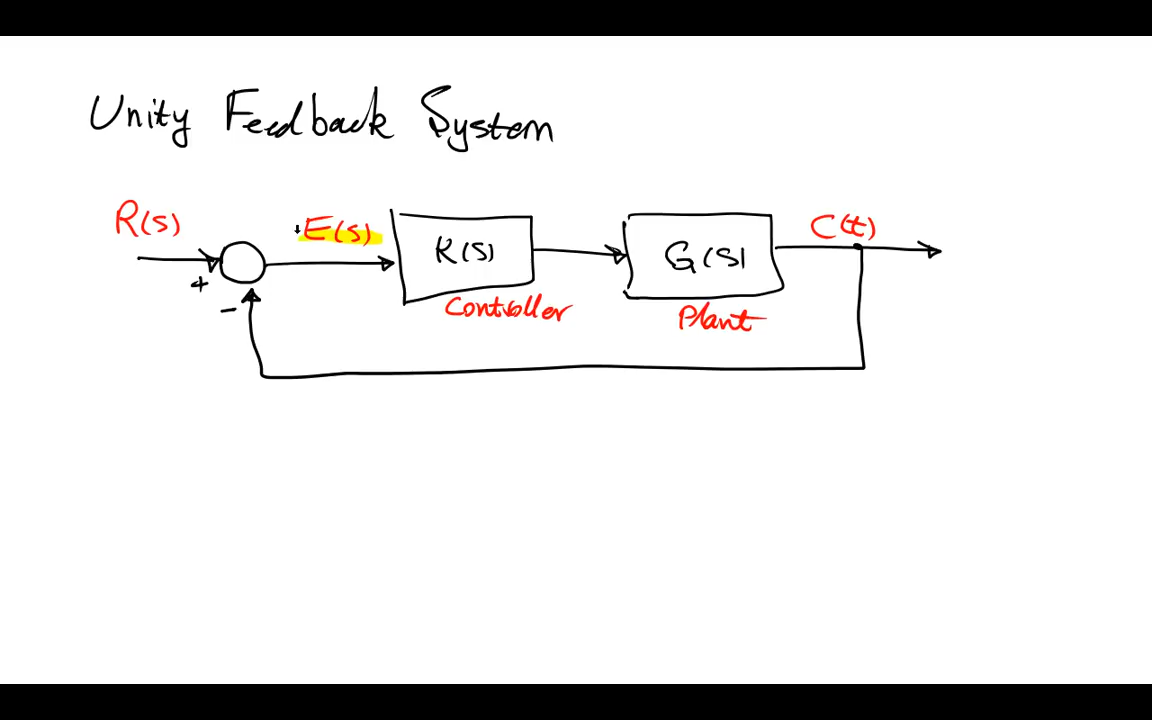 Unity Feedback System
R(s) E(s) K(s) G(s) C(t)
+
-
Controller Plant